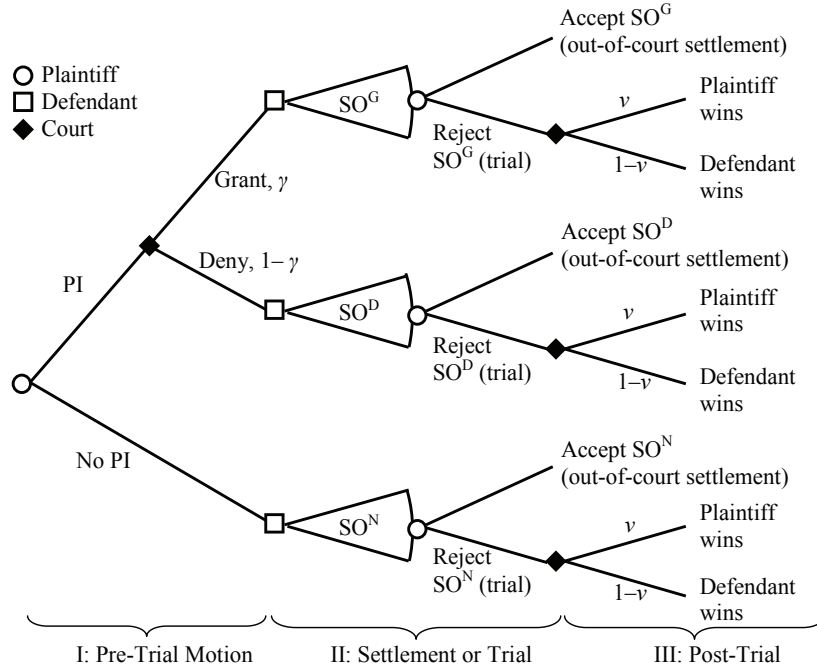 Plaintiff
Defendant
Court
Accept SO^G
(out-of-court settlement)
SO^G
Reject
SO^G (trial)
v
Plaintiff
wins
1–v
Defendant
wins
Grant, γ
PI
Deny, 1– γ
Accept SO^D
(out-of-court settlement)
SO^D
Reject
SO^D (trial)
v
Plaintiff
wins
1–v
Defendant
wins
No PI
Accept SO^N
(out-of-court settlement)
SO^N
Reject
SO^N (trial)
v
Plaintiff
wins
1–v
Defendant
wins
I: Pre-Trial Motion
II: Settlement or Trial
III: Post-Trial